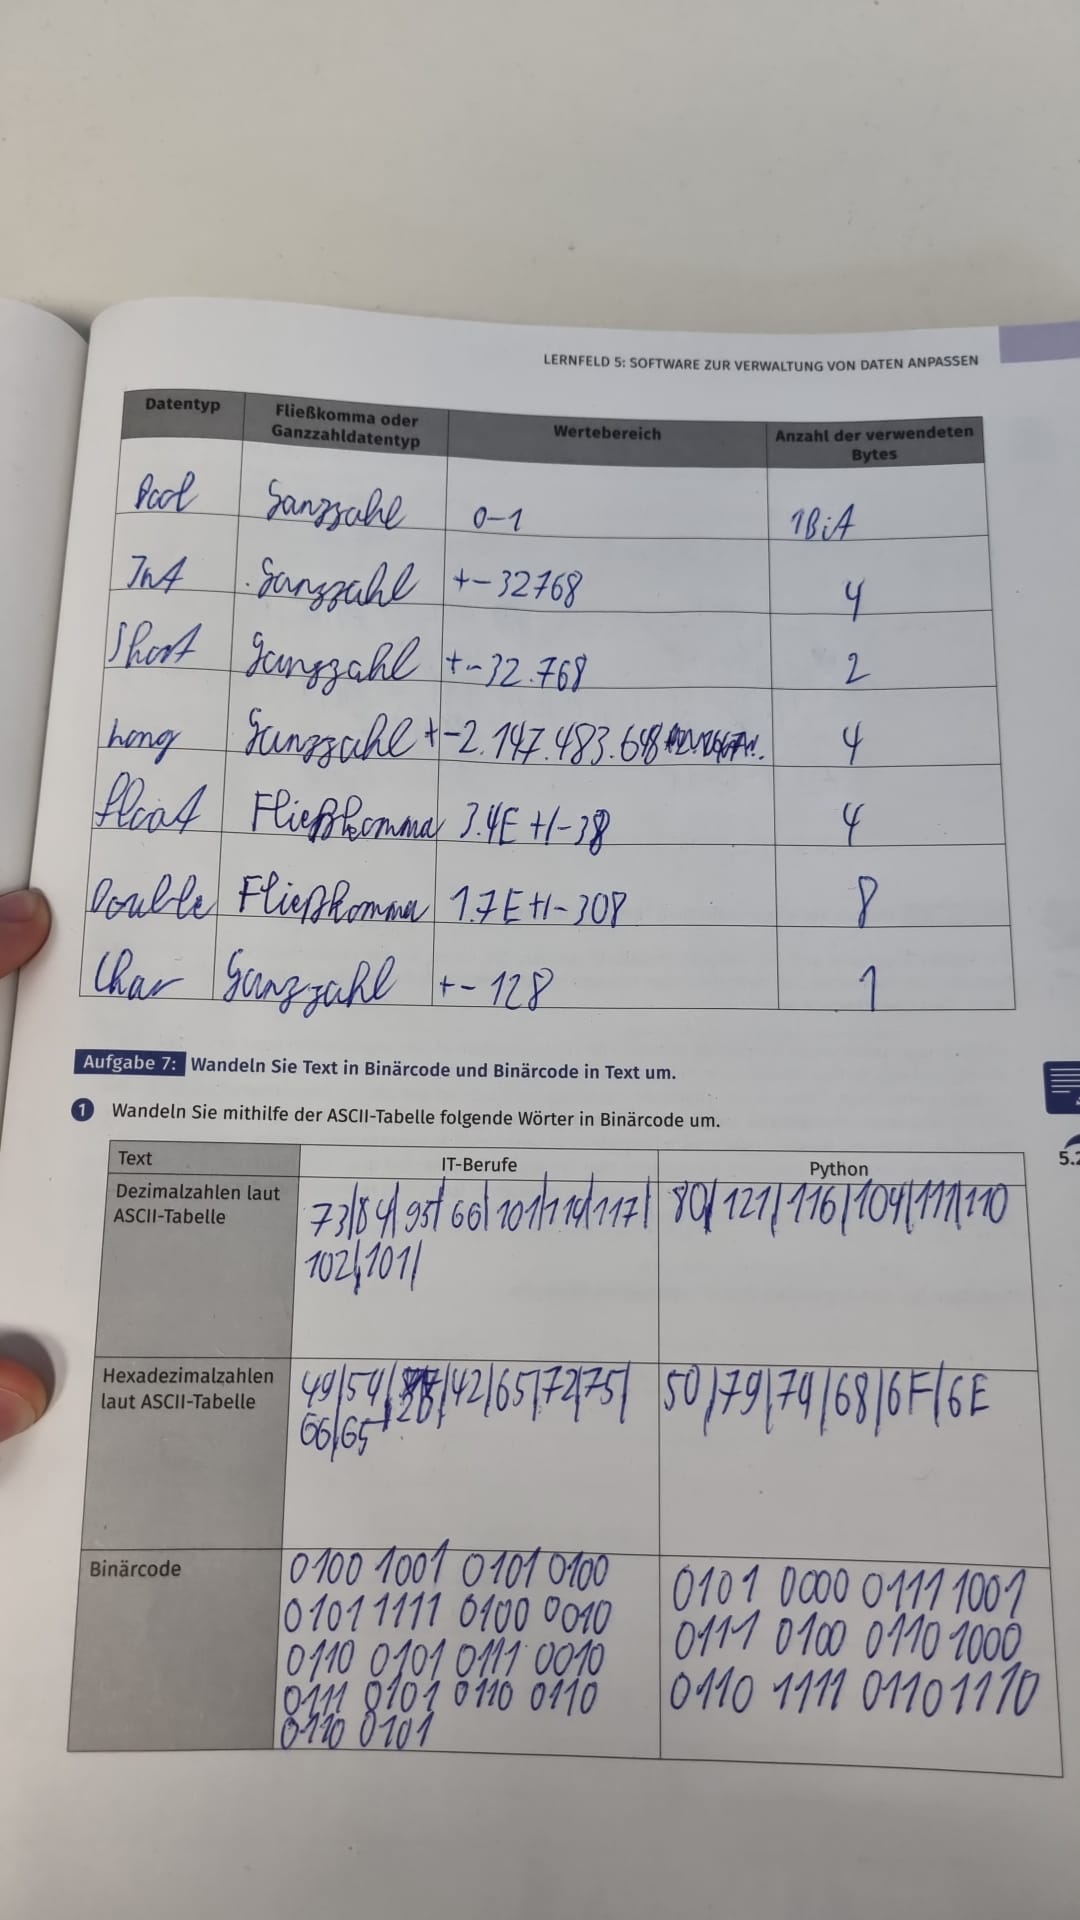 LERNFELD 5: SOFTWARE ZUR VERWALTUNG VON DATEN ANPASSEN
Datentyp Fließkomma oder Ganzzahldatentyp Wertebereich Anzahl der verwendeten Bytes
Bool Ganzzahl 0-1 1Bit
Int Ganzzahl +-32768 4
Short Ganzzahl +-32.768 2
Long Ganzzahl +-2.147.483.648 4
float Fließkomma 3.4E +/-38 4
Double Fließkomma 1.7E+/-308 8
Char Ganzzahl +-128 1
Aufgabe 7: Wandeln Sie Text in Binärcode und Binärcode in Text um.
1 Wandeln Sie mithilfe der ASCII-Tabelle folgende Wörter in Binärcode um.
Text IT-Berufe Python
Dezimalzahlen laut ASCII-Tabelle
73|84|95|66|101|114|117|
102|101|
80|121|116|104|111|110
Hexadezimalzahlen laut ASCII-Tabelle
49|54|2D|42|65|72|75|
66|65
50|79|74|68|6F|6E
Binärcode
0100 1001 0101 0100
0101 1111 0100 0010
0110 0101 0111 0010
0111 0101 0110 0110
0110 0101
0101 0000 0111 1001
0111 0100 0110 1000
0110 1111 0110 1110
5.2